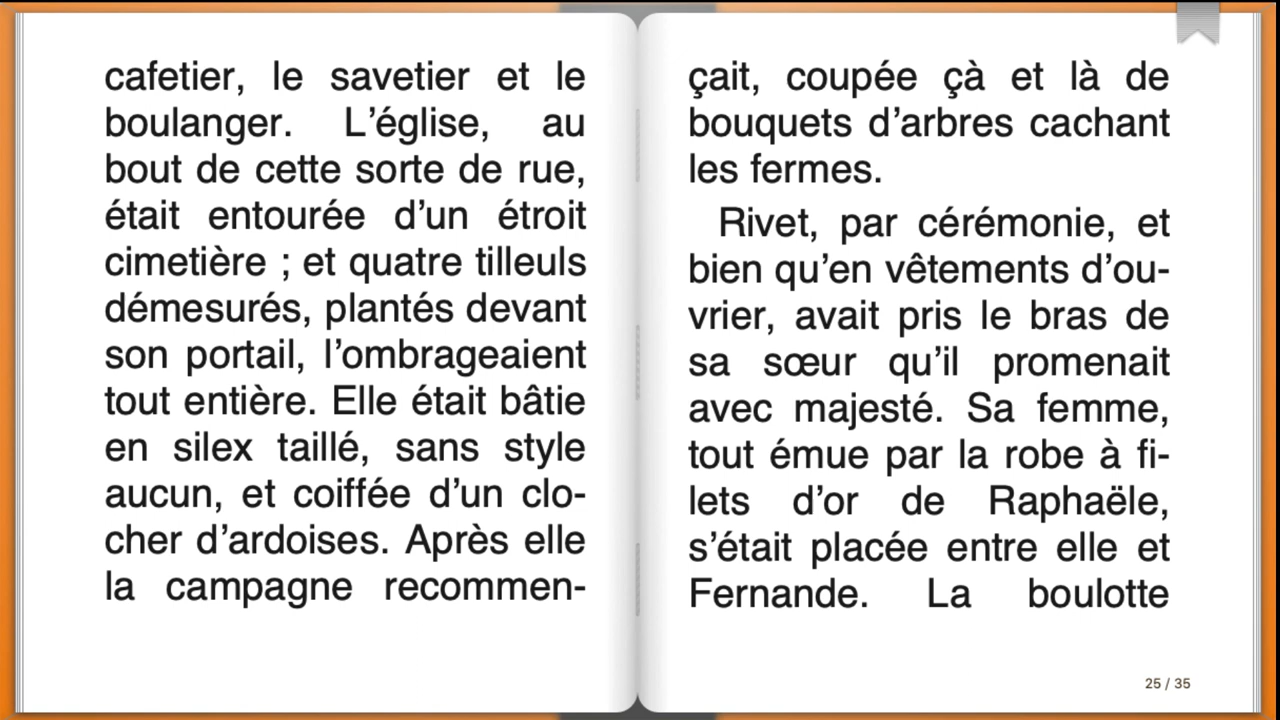 cafetier, le savetier et le
boulanger. L’église, au
bout de cette sorte de rue,
était entourée d’un étroit
cimetière ; et quatre tilleuls
démesurés, plantés devant
son portail, l’ombrageaient
tout entière. Elle était bâtie
en silex taillé, sans style
aucun, et coiffée d’un clo-
cher d’ardoises. Après elle
la campagne recommen-
çait, coupée çà et là de
bouquets d’arbres cachant
les fermes.
Rivet, par cérémonie, et
bien qu’en vêtements d’ou-
vrier, avait pris le bras de
sa sœur qu’il promenait
avec majesté. Sa femme,
tout émue par la robe à fi-
lets d’or de Raphaële,
s’était placée entre elle et
Fernande. La boulotte
25 / 35